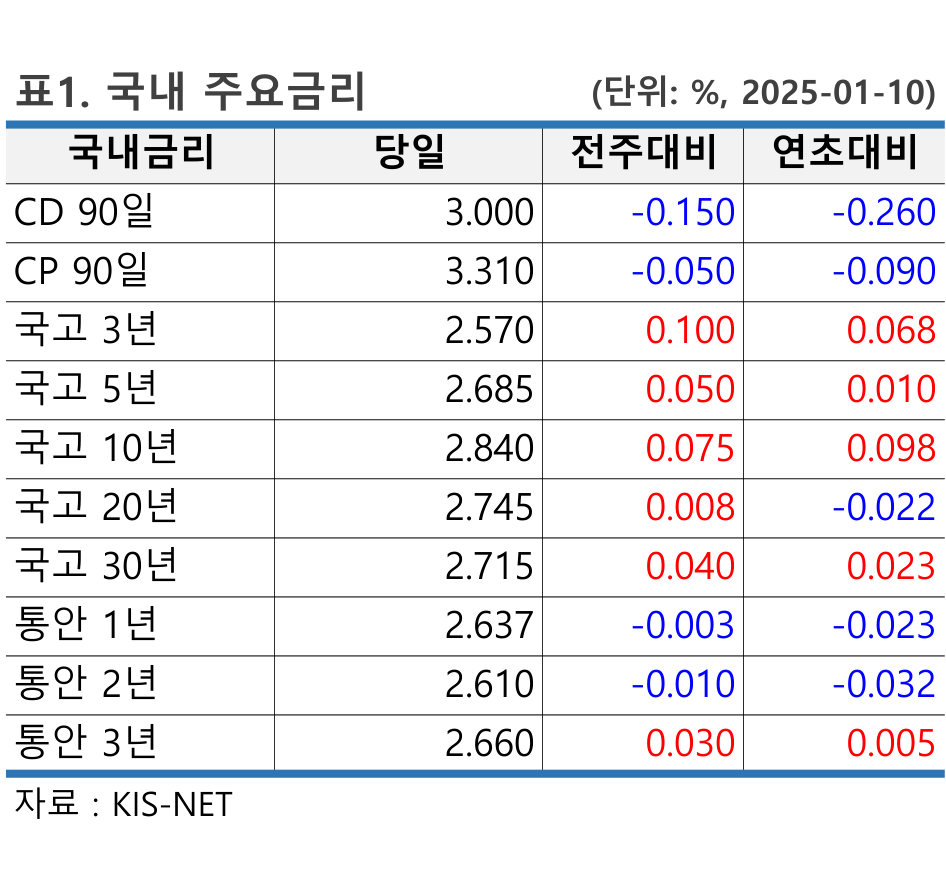 표1. 국내 주요금리 (단위: %, 2025-01-10)
국내금리 당일 전주대비 연초대비
CD 90일 3.000 -0.150 -0.260
CP 90일 3.310 -0.050 -0.090
국고 3년 2.570 0.100 0.068
국고 5년 2.685 0.050 0.010
국고 10년 2.840 0.075 0.098
국고 20년 2.745 0.008 -0.022
국고 30년 2.715 0.040 0.023
통안 1년 2.637 -0.003 -0.023
통안 2년 2.610 -0.010 -0.032
통안 3년 2.660 0.030 0.005
자료 : KIS-NET